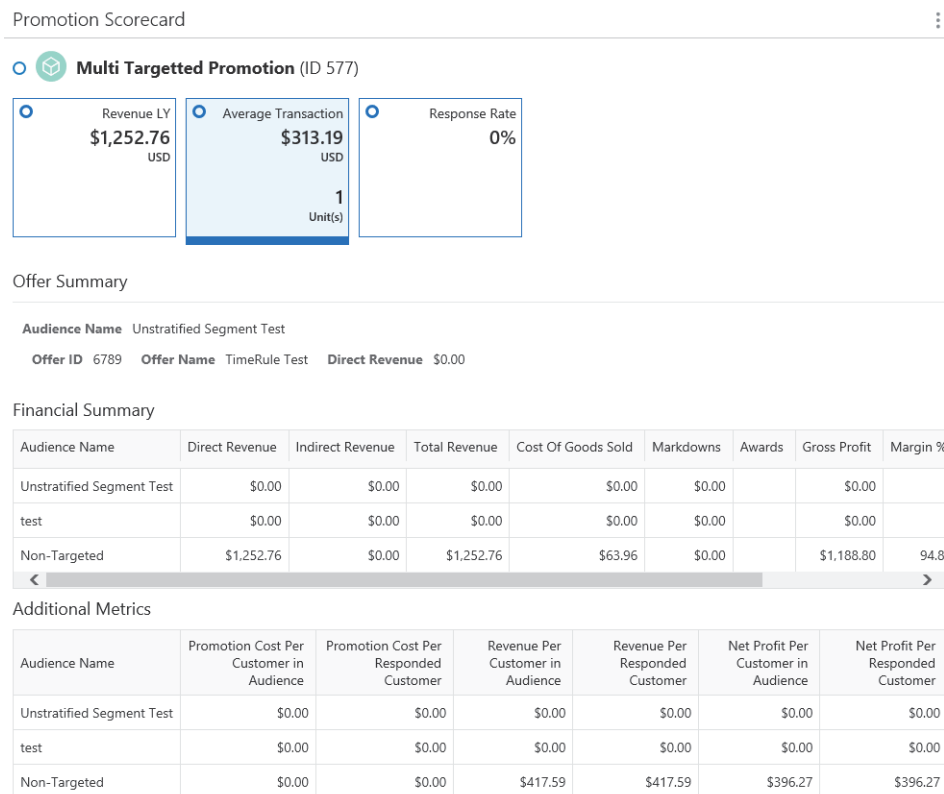 Promotion Scorecard
Multi Targetted Promotion (ID 577)
Revenue LY
$1,252.76
USD
Average Transaction
$313.19
USD
1
Unit(s)
Response Rate
0%
Offer Summary
Audience Name Unstratified Segment Test
Offer ID 6789 Offer Name TimeRule Test Direct Revenue $0.00
Financial Summary
Audience Name Direct Revenue Indirect Revenue Total Revenue Cost Of Goods Sold Markdowns Awards Gross Profit Margin %
Unstratified Segment Test $0.00 $0.00 $0.00 $0.00 $0.00 $0.00
test $0.00 $0.00 $0.00 $0.00 $0.00 $0.00
Non-Targeted $1,252.76 $0.00 $1,252.76 $63.96 $0.00 $1,188.80 94.8
Additional Metrics
Audience Name
Promotion Cost Per
Customer in
Audience
Promotion Cost Per
Responded
Customer
Revenue Per
Customer in
Audience
Revenue Per
Responded
Customer
Net Profit Per
Customer in
Audience
Net Profit Per
Responded
Customer
Unstratified Segment Test $0.00 $0.00 $0.00 $0.00 $0.00 $0.00
test $0.00 $0.00 $0.00 $0.00 $0.00 $0.00
Non-Targeted $0.00 $0.00 $417.59 $417.59 $396.27 $396.27